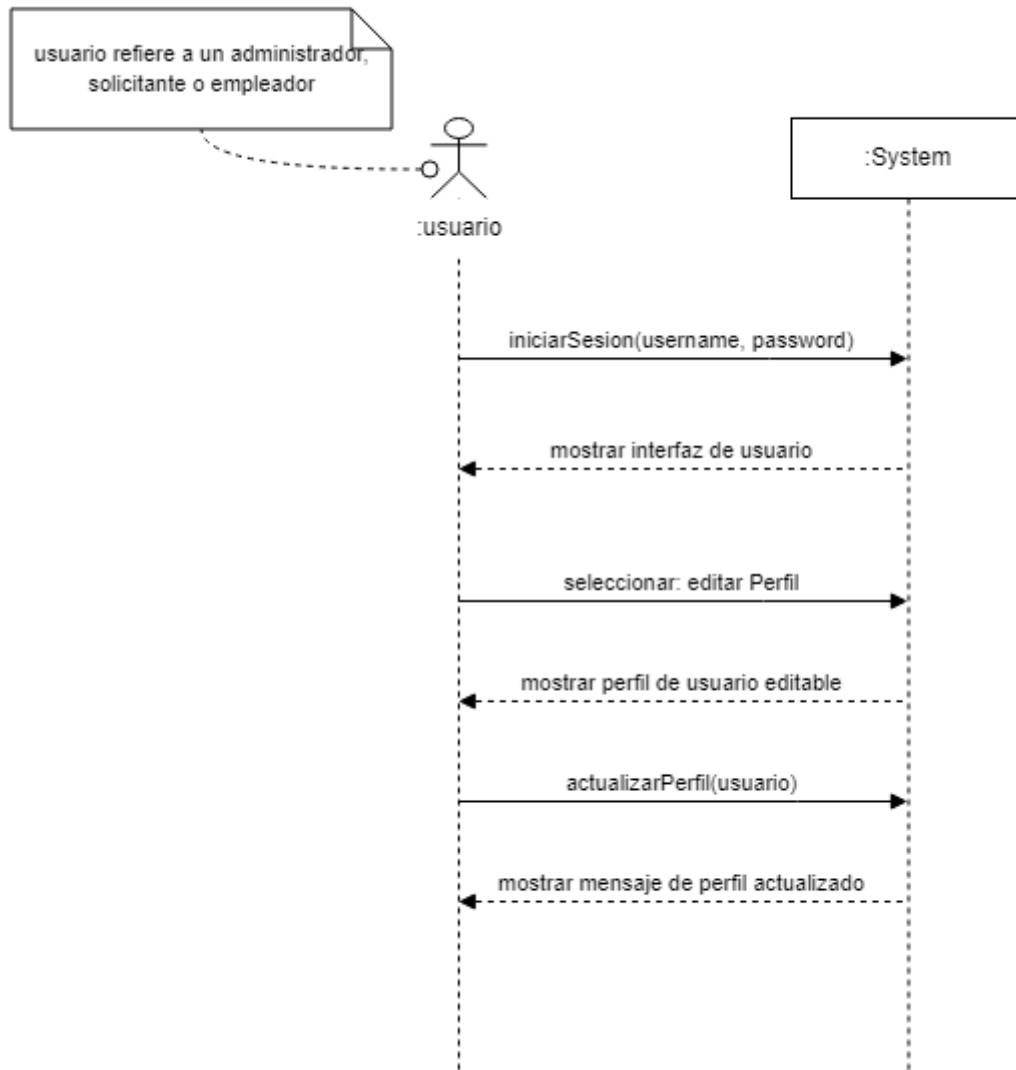 usuario refiere a un administrador,
solicitante o empleador
:usuario
:System
iniciarSesion(username, password)
mostrar interfaz de usuario
seleccionar: editar Perfil
mostrar perfil de usuario editable
actualizarPerfil(usuario)
mostrar mensaje de perfil actualizado